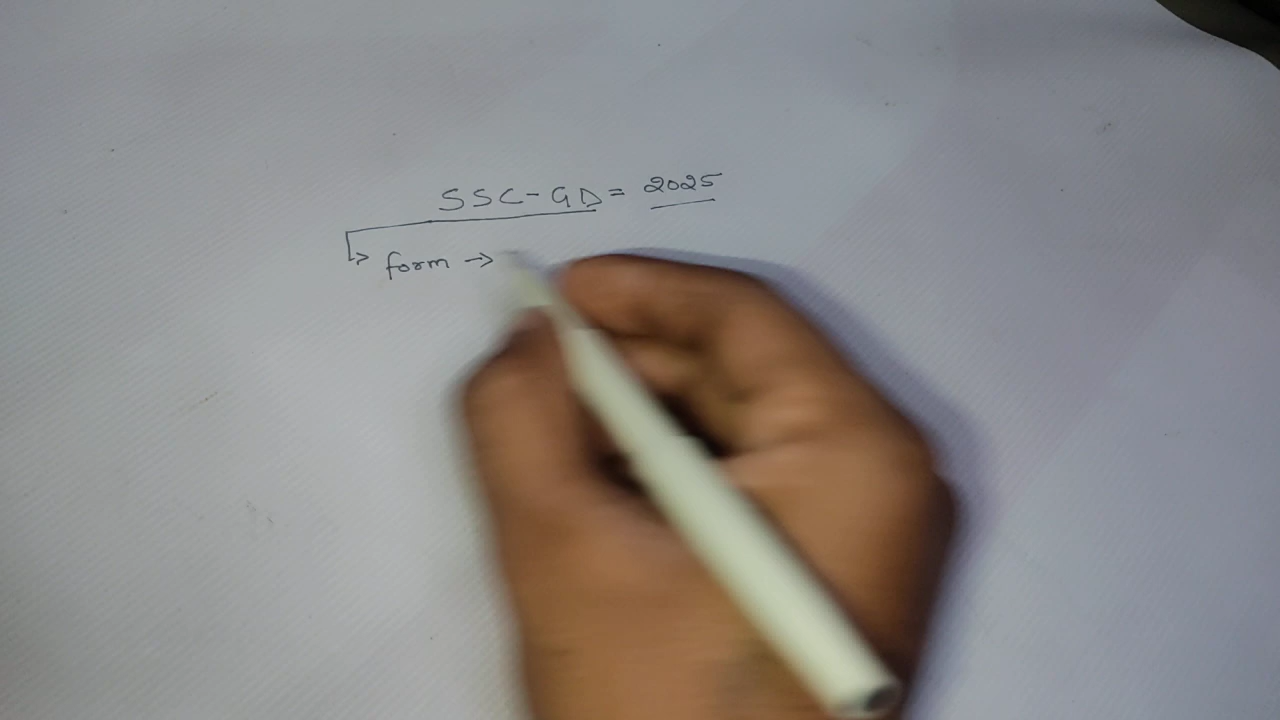 SSC-GD = 2025
form →